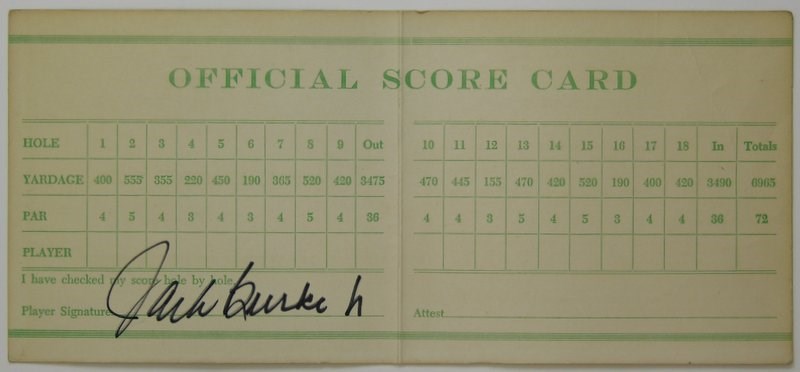 OFFICIAL SCORE CARD
HOLE 1 2 3 4 5 6 7 8 9 Out 10 11 12 13 14 15 16 17 18 In Totals
YARDAGE 400 555 355 220 450 190 365 520 420 3475 470 445 155 470 420 520 190 400 420 3490 6965
PAR 4 5 4 3 4 3 4 5 4 36 4 4 3 5 4 5 3 4 4 36 72
PLAYER
I have checked my score hole by hole.
Player Signature Jack Burke Jr Attest